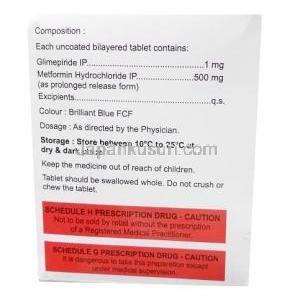 Composition :
Each uncoated bilayered tablet contains:
Glimepiride IP.......................................1 mg
Metformin Hydrochloride IP.................500 mg
(as prolonged release form)
Excipients..............................................q.s.
Colour : Brilliant Blue FCF
Dosage : As directed by the Physician.
Storage : Store between 10°C to 25°C at
dry & dark
Keep the medicine out of reach of children.
Tablet should be swallowed whole. Do not crush or
chew the tablet.
SCHEDULE H PRESCRIPTION DRUG - CAUTION
Not to be sold by retail without the prescription
of a Registered Medical Practitioner.
SCHEDULE G PRESCRIPTION DRUG - CAUTION
It is dangerous to take this preparation except
under medical supervision.